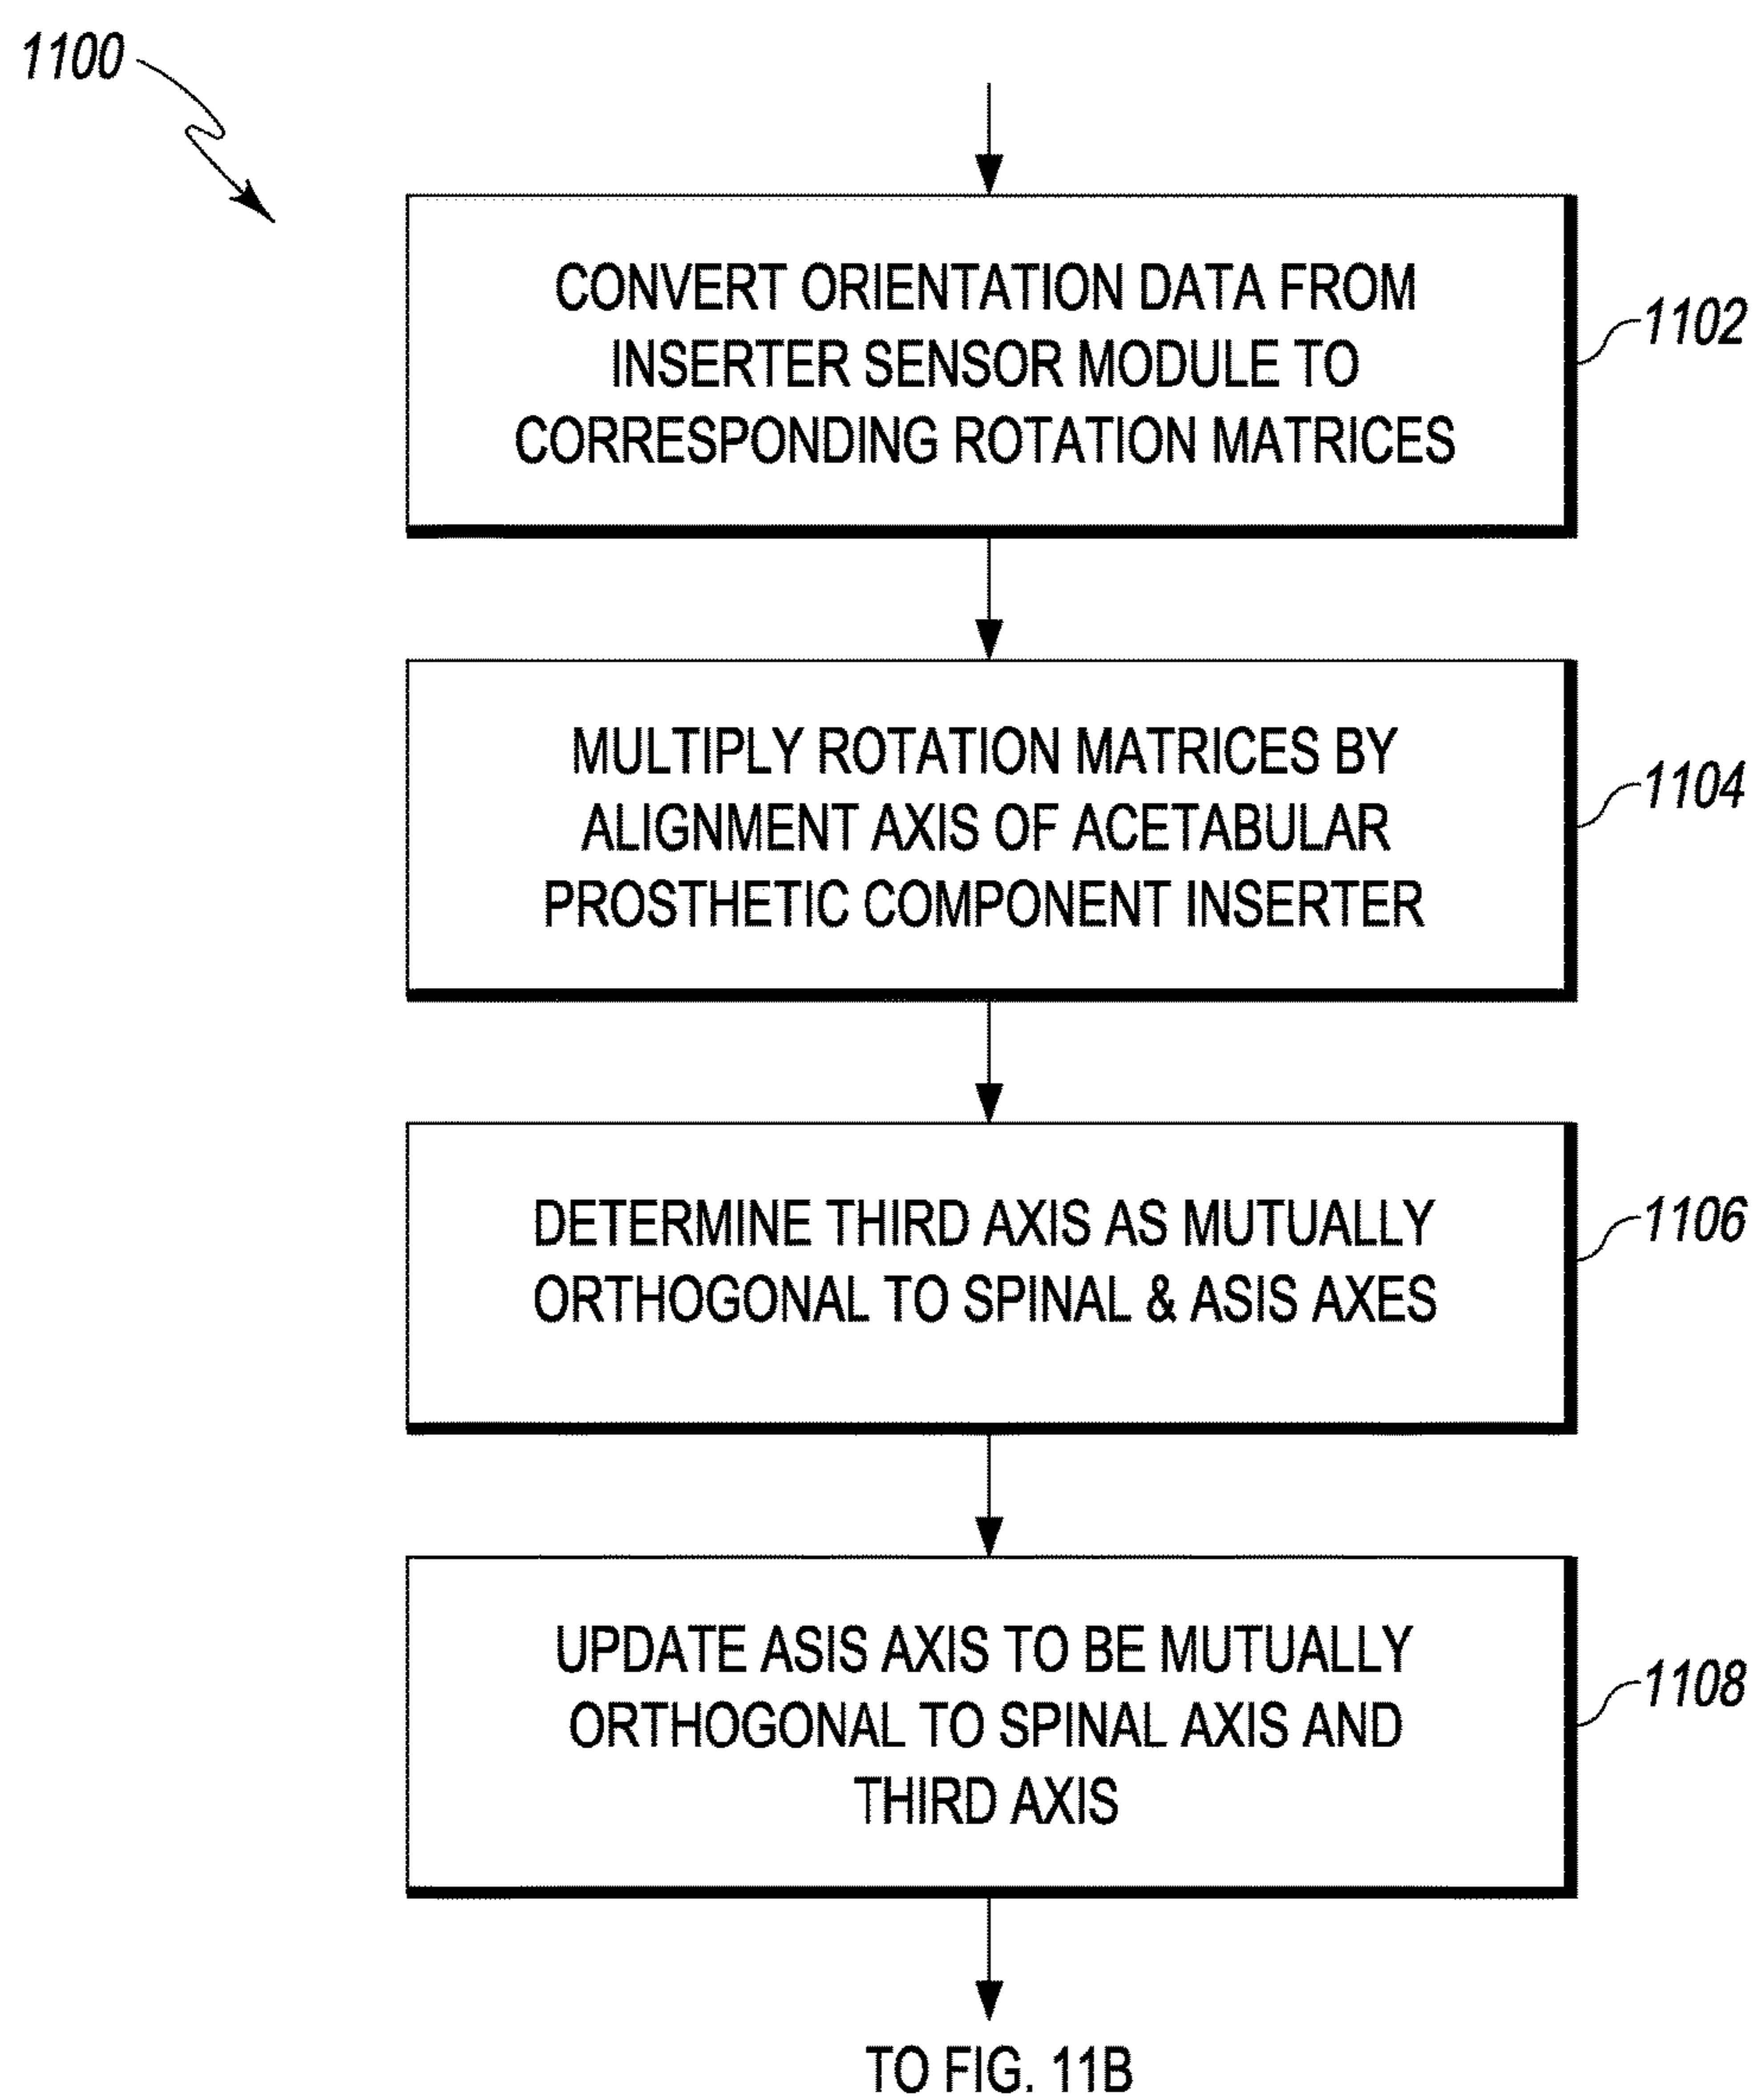 1100
CONVERT ORIENTATION DATA FROM
INSERTER SENSOR MODULE TO
CORRESPONDING ROTATION MATRICES
1102
MULTIPLY ROTATION MATRICES BY
ALIGNMENT AXIS OF ACETABULAR
PROSTHETIC COMPONENT INSERTER
1104
DETERMINE THIRD AXIS AS MUTUALLY
ORTHOGONAL TO SPINAL & ASIS AXES
1106
UPDATE ASIS AXIS TO BE MUTUALLY
ORTHOGONAL TO SPINAL AXIS AND
THIRD AXIS
1108
TO FIG. 11B